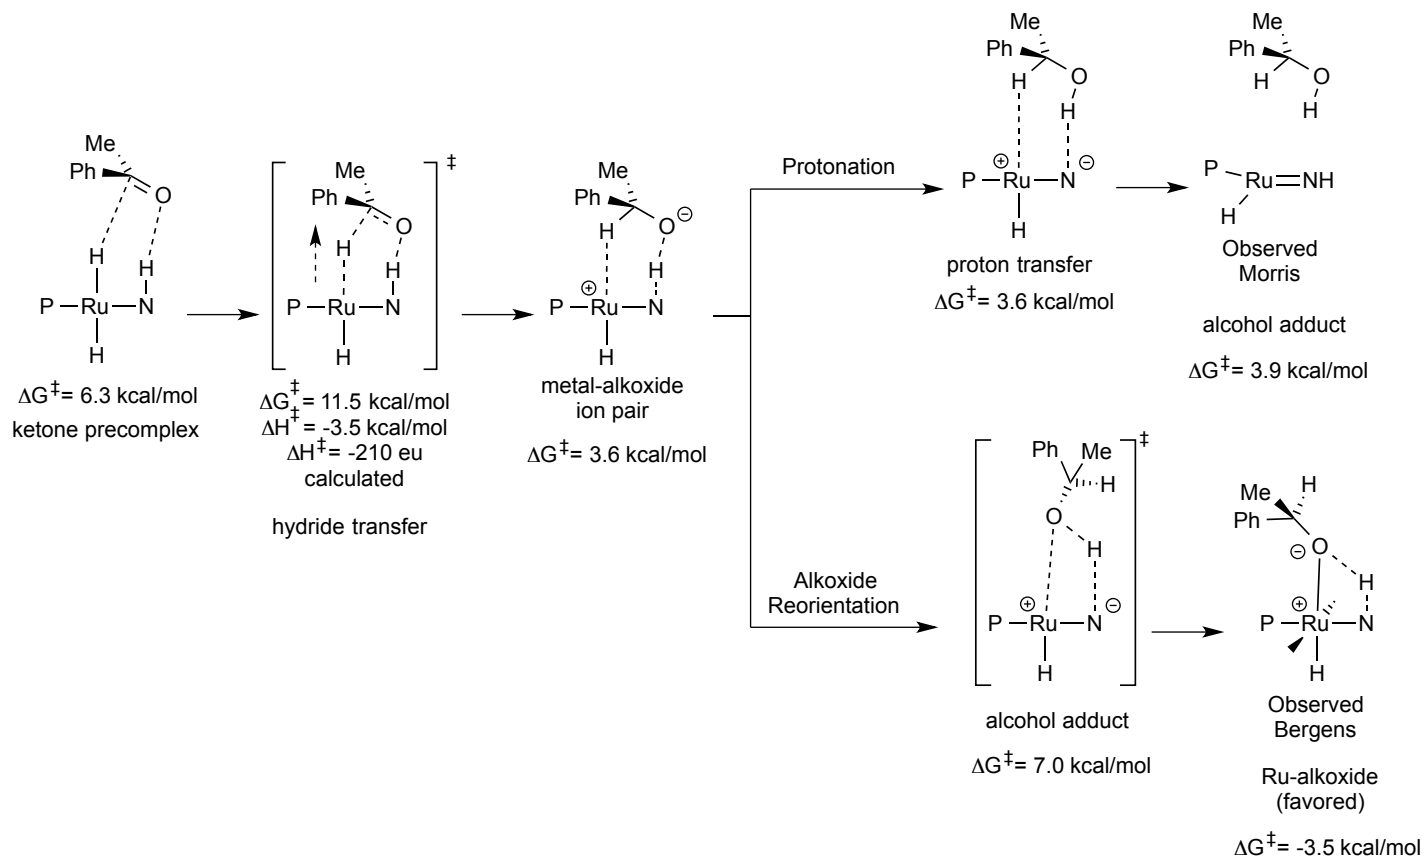 Me
Ph
O
H
H
P
Ru
N
H
ΔG‡= 6.3 kcal/mol
ketone precomplex
‡
Me
Ph
O
H
H
P
Ru
N
H
ΔG‡= 11.5 kcal/mol
ΔH‡= -3.5 kcal/mol
ΔH‡= -210 eu
calculated
hydride transfer
Me
Ph
O
⊖
H
H
⊕
P
Ru
N
H
metal-alkoxide
ion pair
ΔG‡= 3.6 kcal/mol
Protonation
Me
Ph
H
O
H
⊕
⊖
P
Ru
N
H
proton transfer
ΔG‡= 3.6 kcal/mol
Me
Ph
H
O
H
P
Ru=NH
H
Observed
Morris
alcohol adduct
ΔG‡= 3.9 kcal/mol
Alkoxide
Reorientation
‡
Ph
Me
H
O
H
⊕
⊖
P
Ru
N
H
alcohol adduct
ΔG‡= 7.0 kcal/mol
H
Me
Ph
O
⊖
H
⊕
P
Ru
N
H
Observed
Bergens
Ru-alkoxide
(favored)
ΔG‡= -3.5 kcal/mol